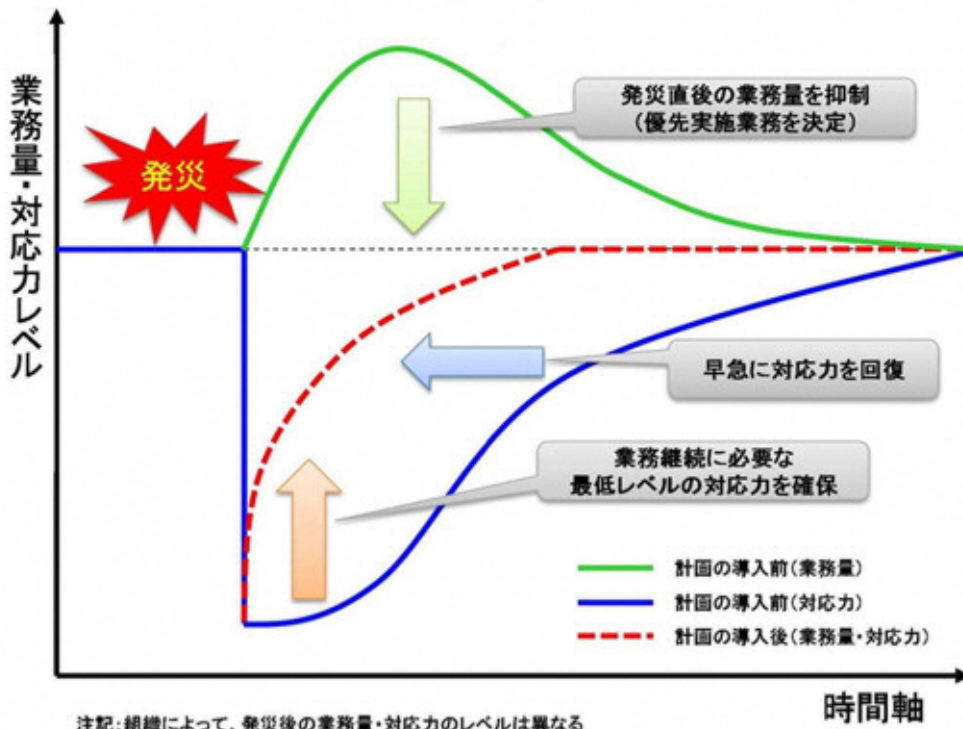 業務量・対応力レベル
発災
発災直後の業務量を抑制
(優先実施業務を決定)
早急に対応力を回復
業務継続に必要な
最低レベルの対応力を確保
計画の導入前(業務量)
計画の導入前(対応力)
計画の導入後(業務量・対応力)
時間軸
注記:組織によって、発災後の業務量・対応力のレベルは異なる